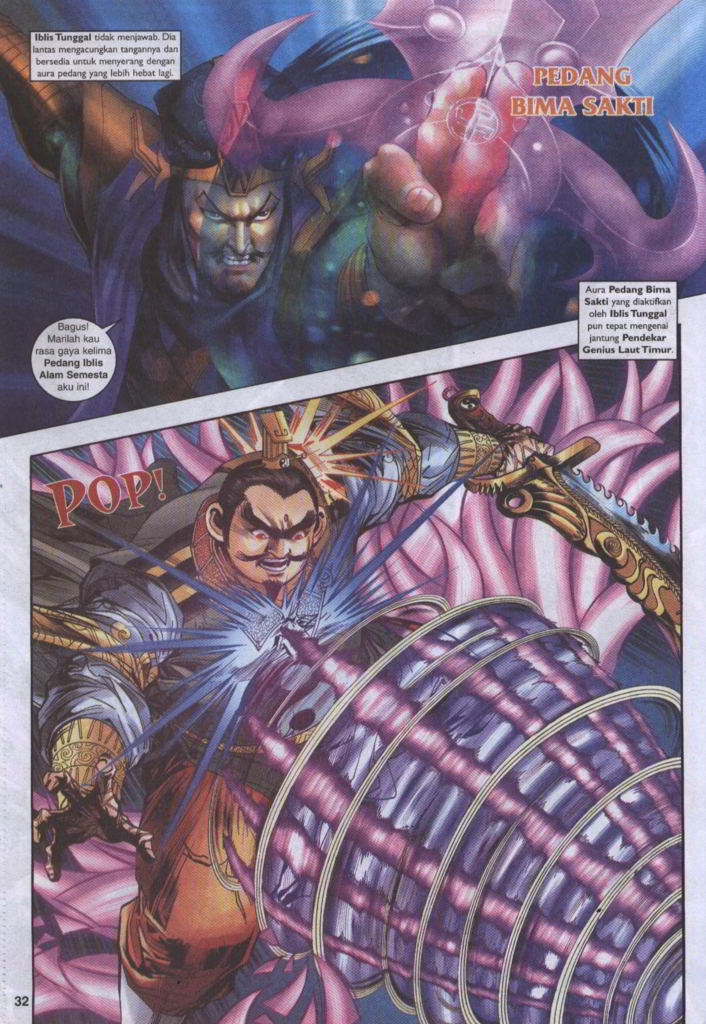 Iblis Tunggal tidak menjawab. Dia
lantas mengacungkan tangannya dan
bersedia untuk menyerang dengan
aura pedang yang lebih hebat lagi.
PEDANG
BIMA SAKTI
Bagus!
Marilah kau
rasa gaya kelima
Pedang Iblis
Alam Semesta
aku ini!
Aura Pedang Bima
Sakti yang diaktifkan
oleh Iblis Tunggal
pun tepat mengenai
jantung Pendekar
Genius Laut Timur.
POP!
32